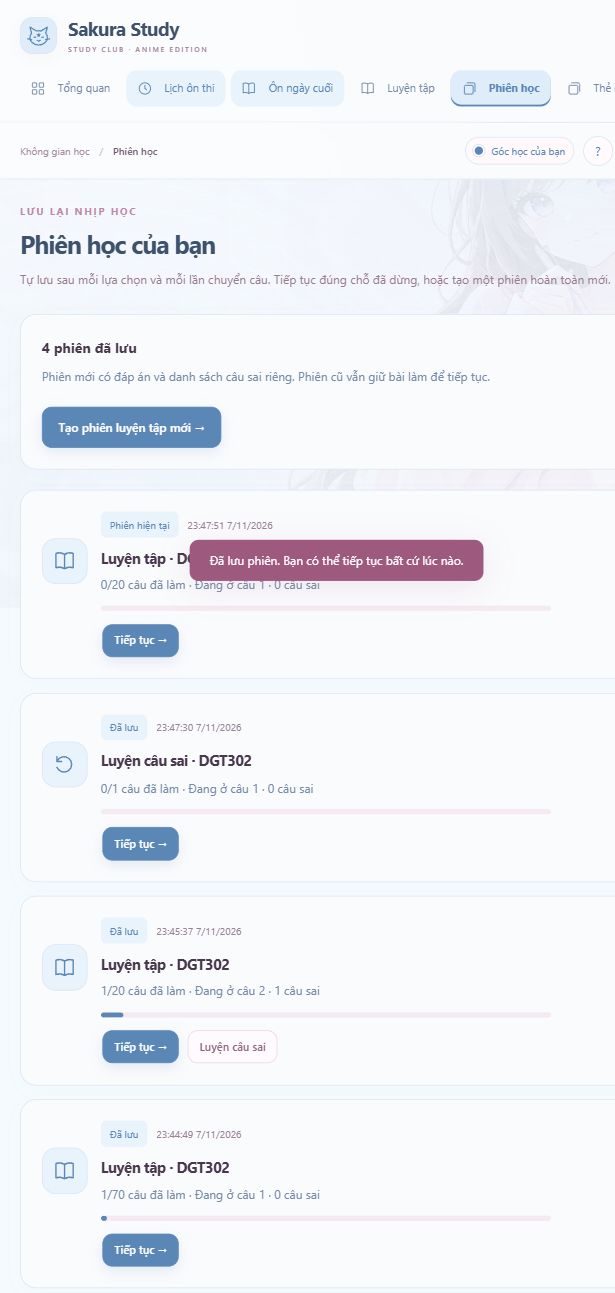 Sakura Study
STUDY CLUB · ANIME EDITION
Tổng quan
Lịch ôn thi
Ôn ngày cuối
Luyện tập
Phiên học
Thẻ
Không gian học / Phiên học
Góc học của bạn
?
LƯU LẠI NHỊP HỌC
Phiên học của bạn
Tự lưu sau mỗi lựa chọn và mỗi lần chuyển câu. Tiếp tục đúng chỗ đã dừng, hoặc tạo một phiên hoàn toàn mới.
4 phiên đã lưu
Phiên mới có đáp án và danh sách câu sai riêng. Phiên cũ vẫn giữ bài làm để tiếp tục.
Tạo phiên luyện tập mới →
Phiên hiện tại 23:47:51 7/11/2026
Luyện tập ·
Đã lưu phiên. Bạn có thể tiếp tục bất cứ lúc nào.
0/20 câu đã làm · Đang ở câu 1 · 0 câu sai
Tiếp tục →
Đã lưu 23:47:30 7/11/2026
Luyện câu sai · DGT302
0/1 câu đã làm · Đang ở câu 1 · 0 câu sai
Tiếp tục →
Đã lưu 23:45:37 7/11/2026
Luyện tập · DGT302
1/20 câu đã làm · Đang ở câu 2 · 1 câu sai
Tiếp tục →
Luyện câu sai
Đã lưu 23:44:49 7/11/2026
Luyện tập · DGT302
1/70 câu đã làm · Đang ở câu 1 · 0 câu sai
Tiếp tục →